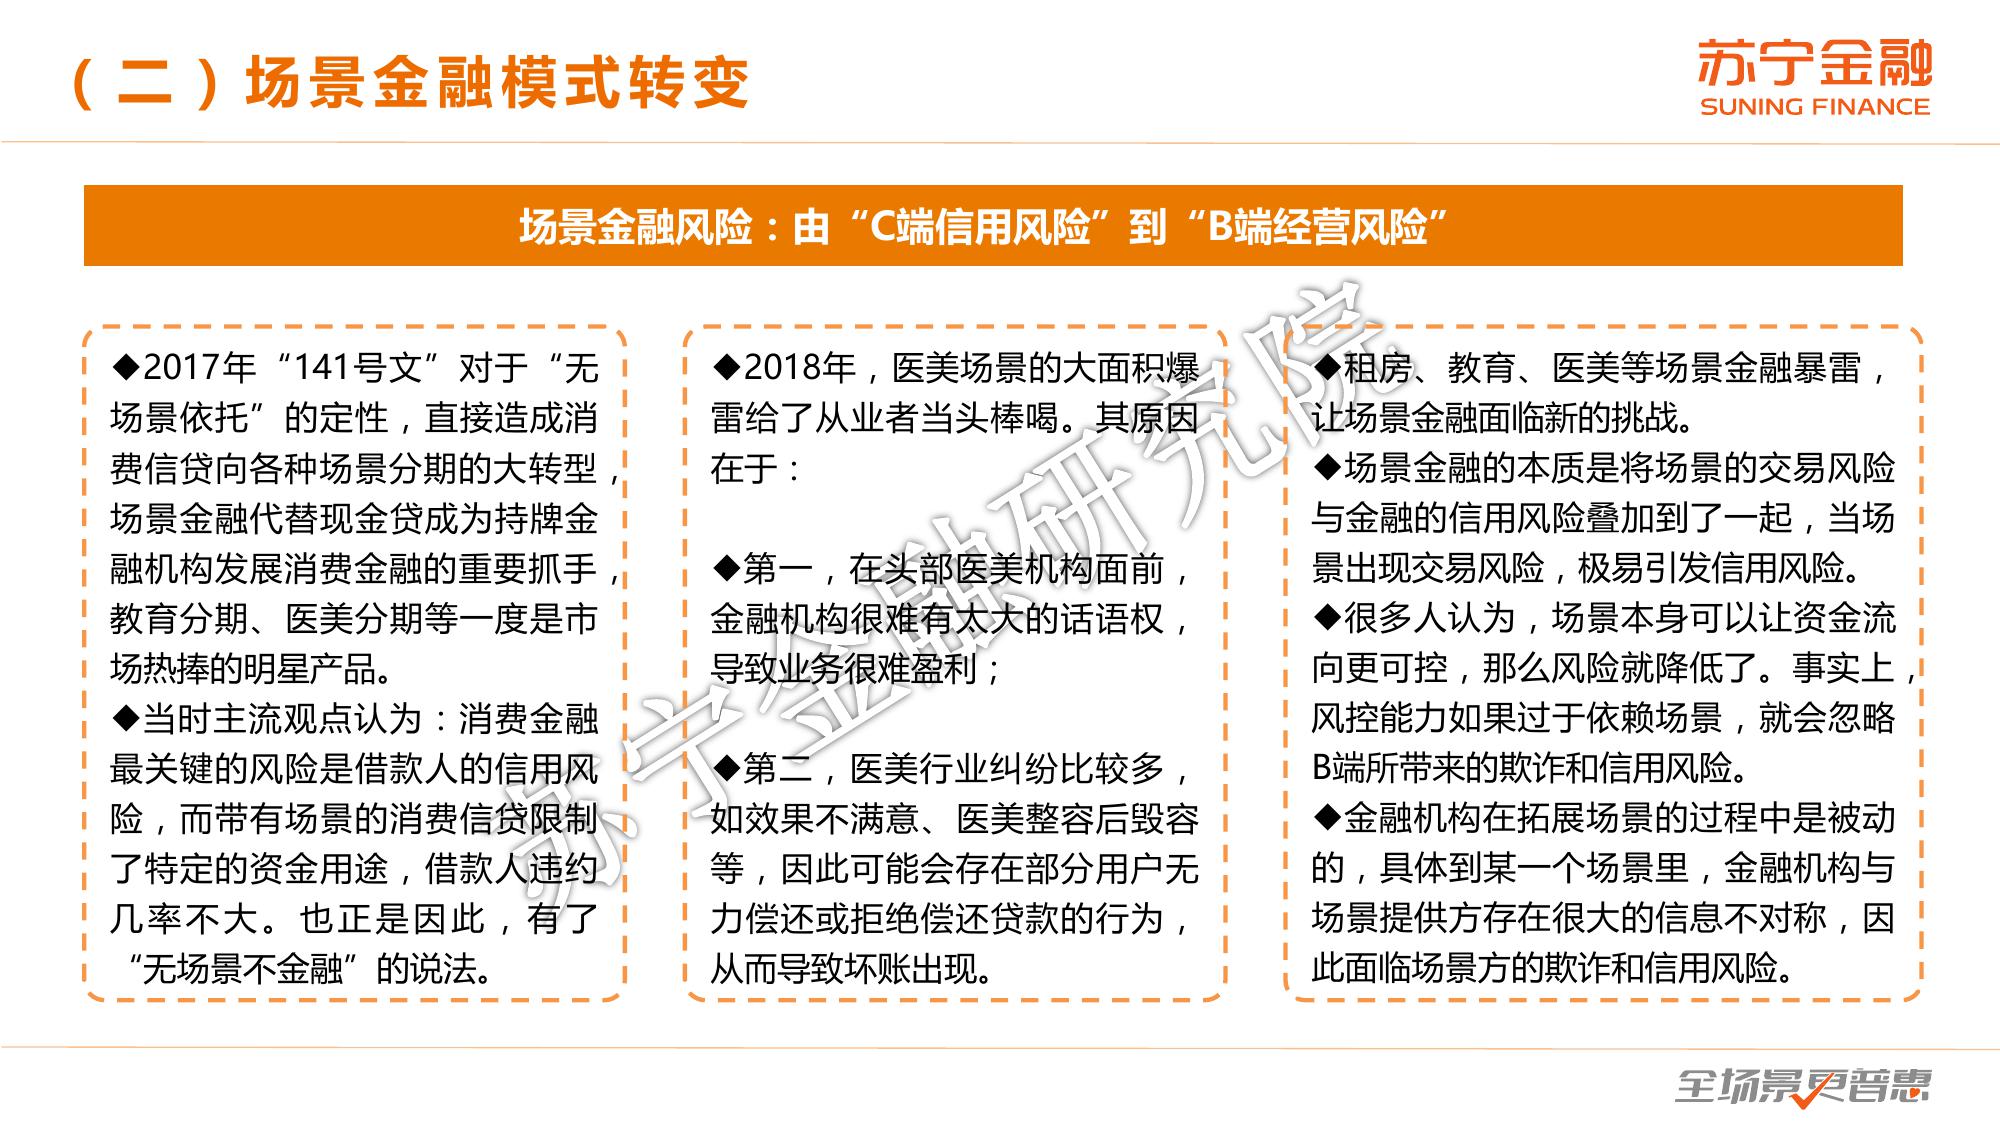 （二）场景金融模式转变
苏宁金融
SUNING FINANCE
场景金融风险：由“C端信用风险”到“B端经营风险”
◆2017年“141号文”对于“无
场景依托”的定性，直接造成消
费信贷向各种场景分期的大转型，
场景金融代替现金贷成为持牌金
融机构发展消费金融的重要抓手，
教育分期、医美分期等一度是市
场热捧的明星产品。
◆当时主流观点认为：消费金融
最关键的风险是借款人的信用风
险，而带有场景的消费信贷限制
了特定的资金用途，借款人违约
几率不大。也正是因此，有了
“无场景不金融”的说法。
◆2018年，医美场景的大面积爆
雷给了从业者当头棒喝。其原因
在于：
◆第一，在头部医美机构面前，
金融机构很难有太大的话语权，
导致业务很难盈利；
◆第二，医美行业纠纷比较多，
如效果不满意、医美整容后毁容
等，因此可能会存在部分用户无
力偿还或拒绝偿还贷款的行为，
从而导致坏账出现。
◆租房、教育、医美等场景金融暴雷，
让场景金融面临新的挑战。
◆场景金融的本质是将场景的交易风险
与金融的信用风险叠加到了一起，当场
景出现交易风险，极易引发信用风险。
◆很多人认为，场景本身可以让资金流
向更可控，那么风险就降低了。事实上，
风控能力如果过于依赖场景，就会忽略
B端所带来的欺诈和信用风险。
◆金融机构在拓展场景的过程中是被动
的，具体到某一个场景里，金融机构与
场景提供方存在很大的信息不对称，因
此面临场景方的欺诈和信用风险。
苏宁金融研究院
全场景更普惠